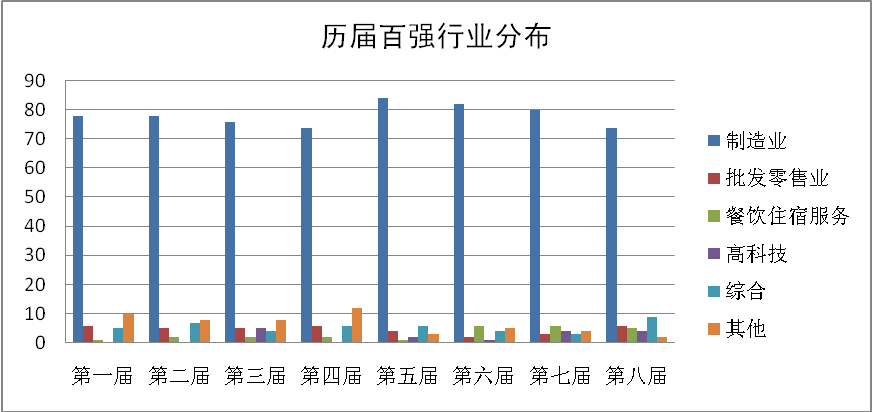 历届百强行业分布
90
80
70
60
50
40
30
20
10
0
第一届 第二届 第三届 第四届 第五届 第六届 第七届 第八届
制造业
批发零售业
餐饮住宿服务
高科技
综合
其他